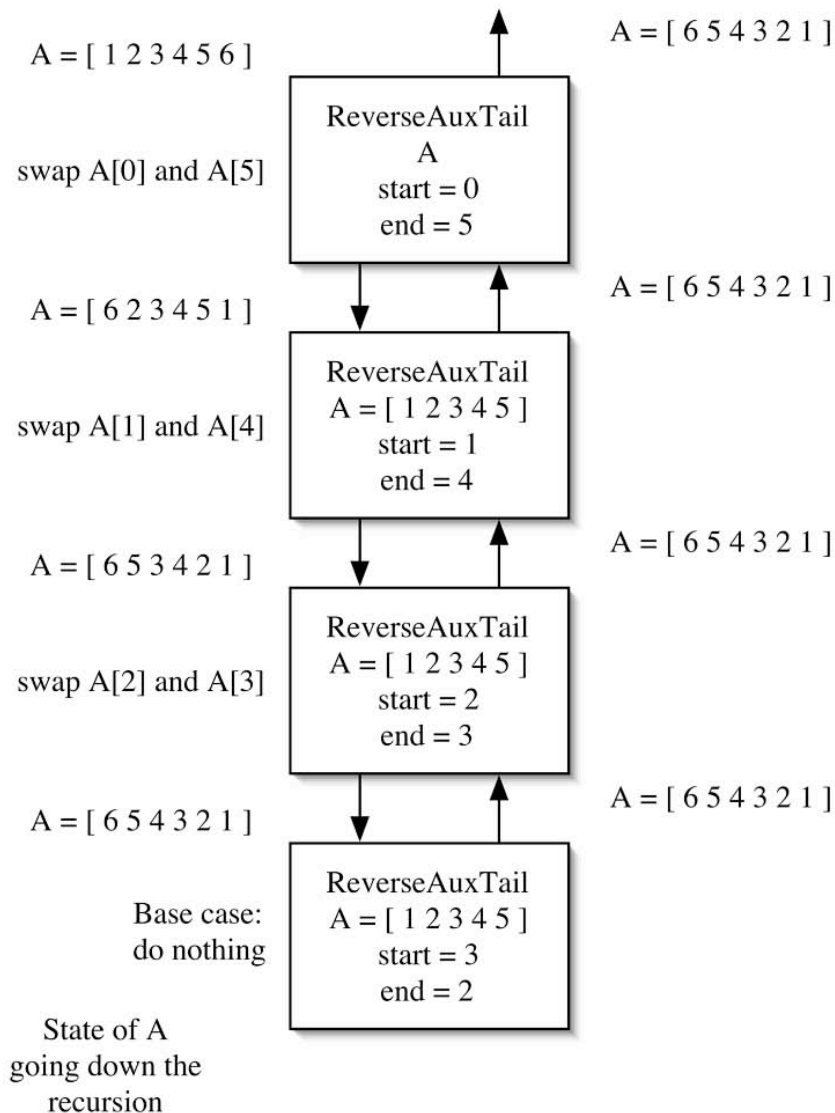 A = [ 1 2 3 4 5 6 ]
A = [ 6 5 4 3 2 1 ]
ReverseAuxTail
A
start = 0
end = 5
swap A[0] and A[5]
A = [ 6 2 3 4 5 1 ]
A = [ 6 5 4 3 2 1 ]
ReverseAuxTail
A = [ 1 2 3 4 5 ]
start = 1
end = 4
swap A[1] and A[4]
A = [ 6 5 3 4 2 1 ]
A = [ 6 5 4 3 2 1 ]
ReverseAuxTail
A = [ 1 2 3 4 5 ]
start = 2
end = 3
swap A[2] and A[3]
A = [ 6 5 4 3 2 1 ]
A = [ 6 5 4 3 2 1 ]
ReverseAuxTail
A = [ 1 2 3 4 5 ]
start = 3
end = 2
Base case:
do nothing
State of A
going down the
recursion